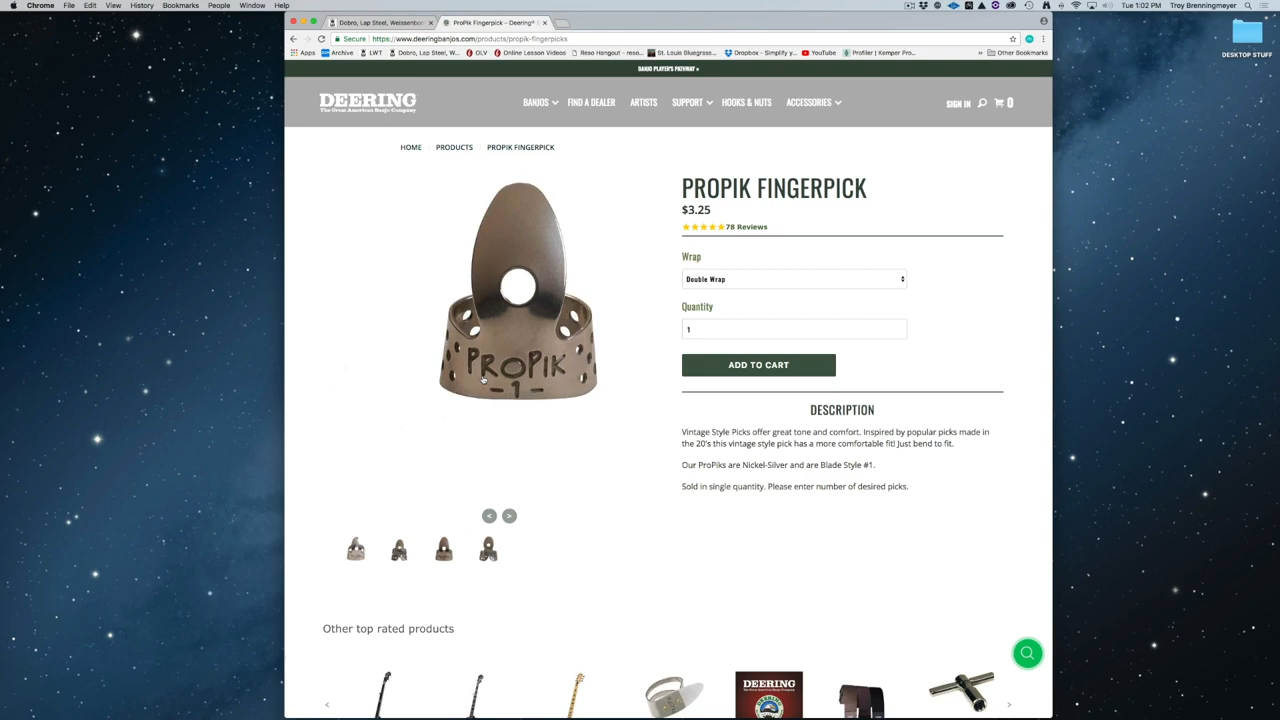 Chrome File Edit View History Bookmarks People Window Help
Tue 1:02 PM Troy Brenningmeyer
Dobro, Lap Steel, Weissenbor
ProPik Fingerpick – Deering®
Secure https://www.deeringbanjos.com/products/propik-fingerpicks
Apps Archive LWT Dobro, Lap Steel, W... OLV Online Lesson Videos Reso Hangout - reso... St. Louis Bluegrass... Dropbox - Simplify y... YouTube Profiler | Kemper Pro... » Other Bookmarks
DESKTOP STUFF
BANJO PLAYER'S PATHWAY »
DEERING
The Great American Banjo Company
BANJOS FIND A DEALER ARTISTS SUPPORT HOOKS & NUTS ACCESSORIES
SIGN IN 0
HOME PRODUCTS PROPIK FINGERPICK
PROPIK
- 1 -
PROPIK FINGERPICK
$3.25
78 Reviews
Wrap
Double Wrap
Quantity
1
ADD TO CART
DESCRIPTION
Vintage Style Picks offer great tone and comfort. Inspired by popular picks made in
the 20's this vintage style pick has a more comfortable fit! Just bend to fit.
Our ProPiks are Nickel-Silver and are Blade Style #1.
Sold in single quantity. Please enter number of desired picks.
< >
Other top rated products
DEERING